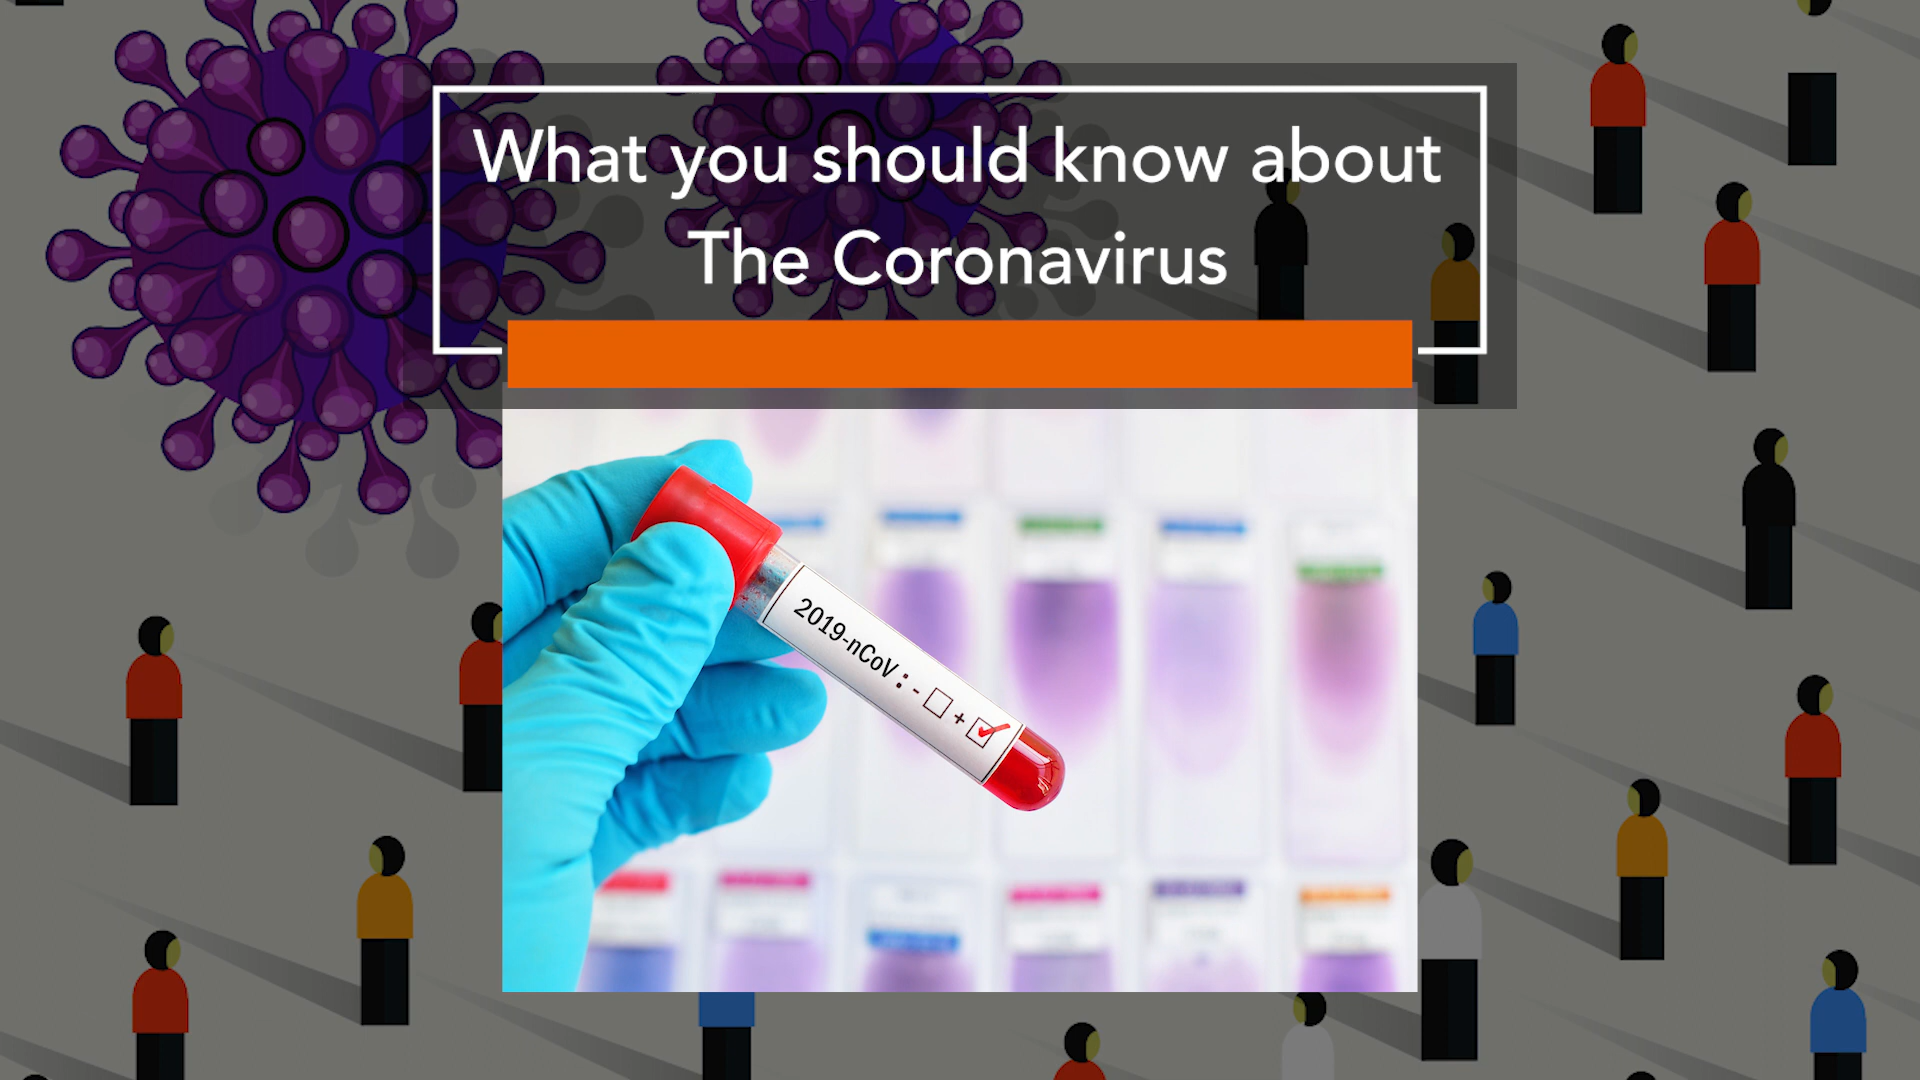 What you should know about
The Coronavirus
2019-nCoV : - ☐ + ☑